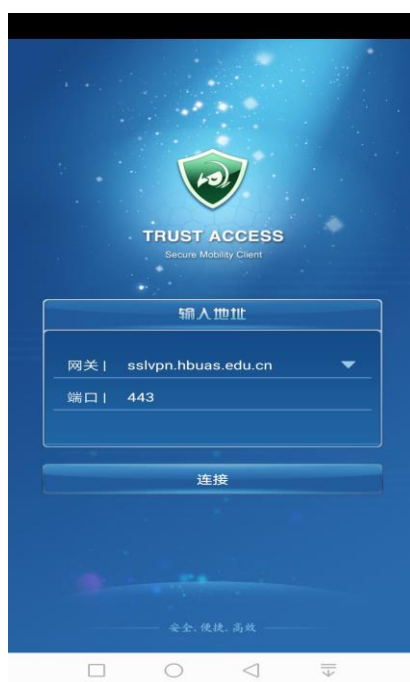 TRUST ACCESS
Secure Mobility Client
输入地址
网关| sslvpn.hbuas.edu.cn
端口| 443
连接
安全.便捷.高效